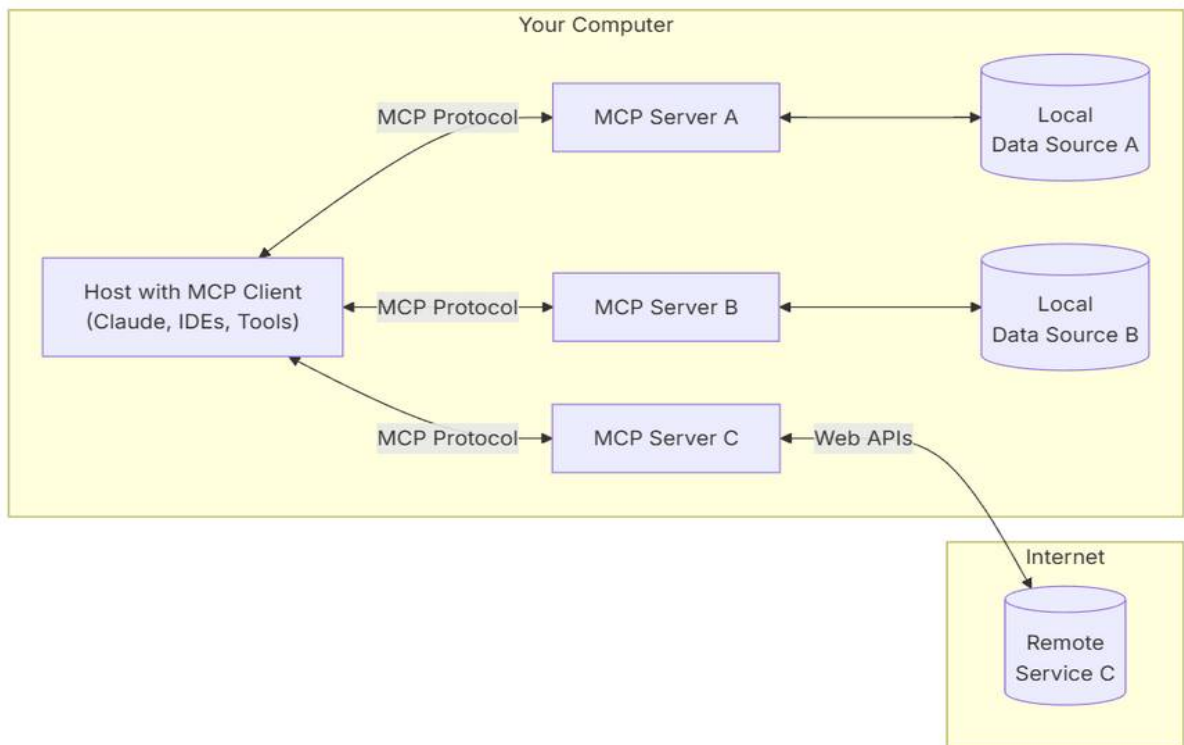 Your Computer
MCP Protocol
MCP Server A
Local
Data Source A
Host with MCP Client
(Claude, IDEs, Tools)
MCP Protocol
MCP Server B
Local
Data Source B
MCP Protocol
MCP Server C
Web APIs
Internet
Remote
Service C